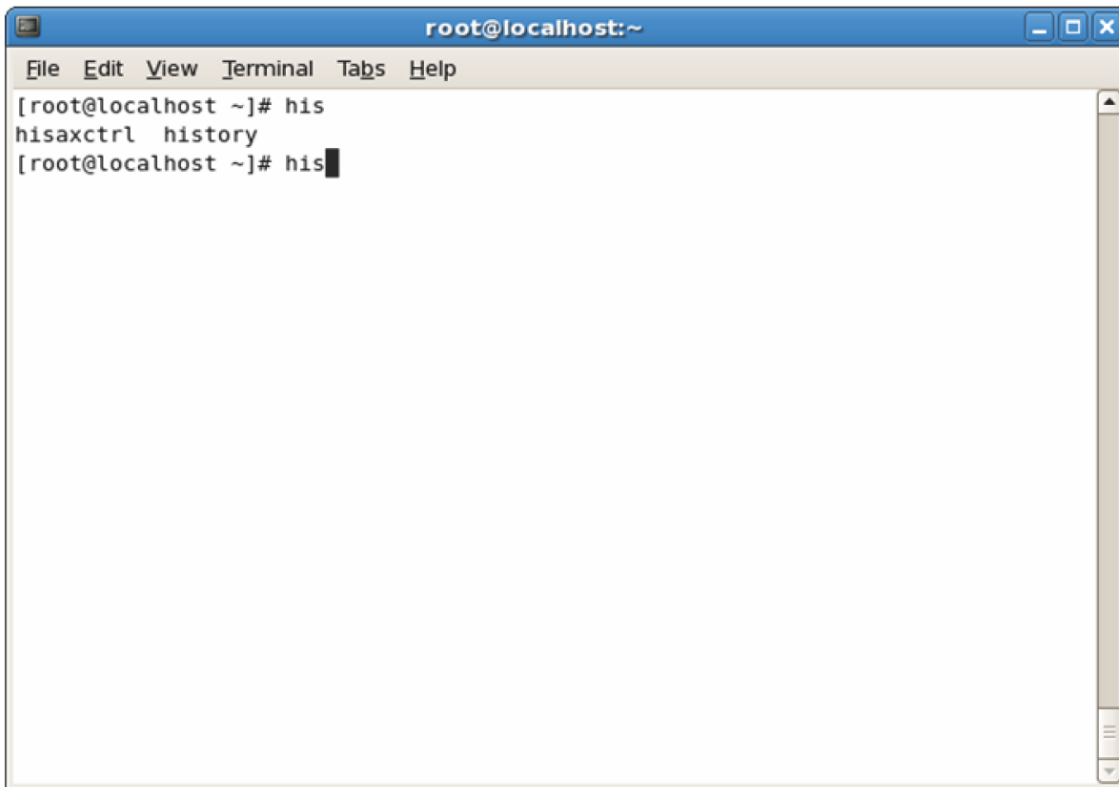 root@localhost:~
File Edit View Terminal Tabs Help
[root@localhost ~]# his
hisaxctrl  history
[root@localhost ~]# his